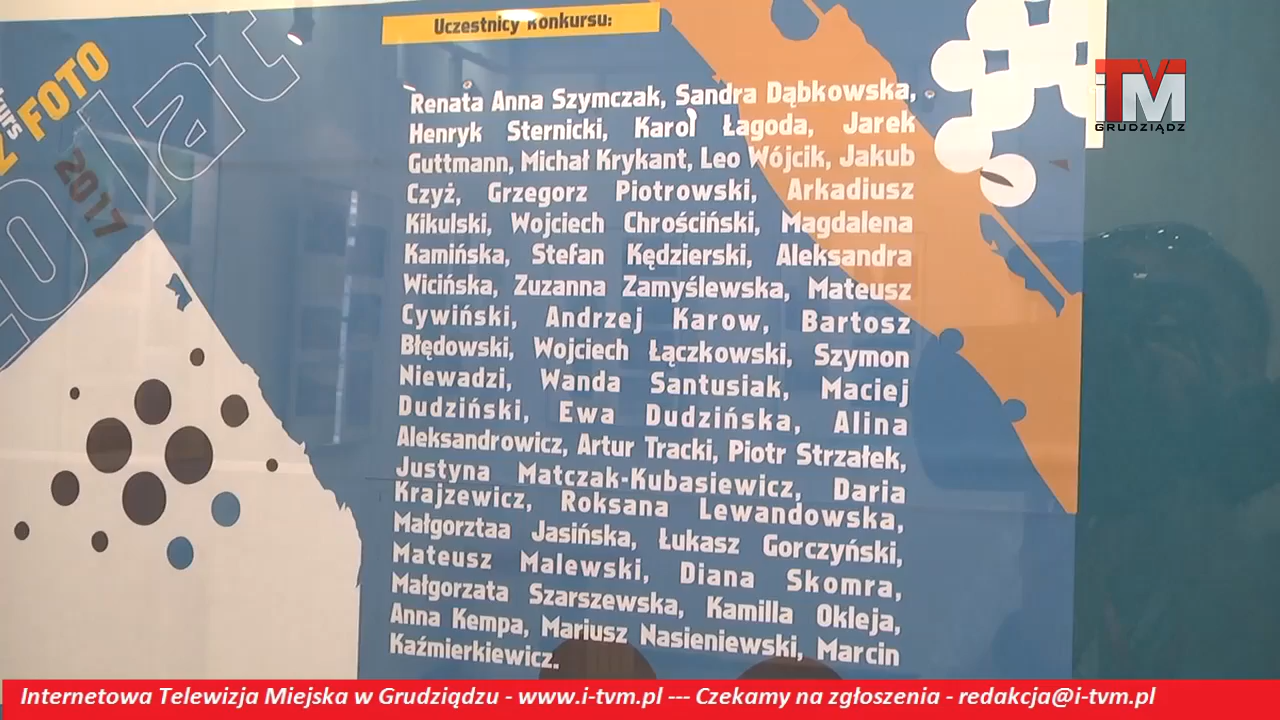 Uczestnicy konkursu:
kurs
Z FOTO
20 lat
2017
Renata Anna Szymczak, Sandra Dąbkowska,
Henryk Sternicki, Karol Łagoda, Jarek
Guttmann, Michał Krykant, Leo Wójcik, Jakub
Czyż, Grzegorz Piotrowski, Arkadiusz
Kikulski, Wojciech Chrościński, Magdalena
Kamińska, Stefan Kędzierski, Aleksandra
Wicińska, Zuzanna Zamyślewska, Mateusz
Cywiński, Andrzej Karow, Bartosz
Błędowski, Wojciech Łączkowski, Szymon
Niewadzi, Wanda Santusiak, Maciej
Dudziński, Ewa Dudzińska, Alina
Aleksandrowicz, Artur Tracki, Piotr Strzałek,
Justyna Matczak-Kubasiewicz, Daria
Krajzewicz, Roksana Lewandowska,
Małgorztaa Jasińska, Łukasz Gorczyński,
Mateusz Malewski, Diana Skomra,
Małgorzata Szarszewska, Kamilla Okleja,
Anna Kempa, Mariusz Nasieniewski, Marcin
Kaźmierkiewicz.
iTVM
GRUDZIĄDZ
Internetowa Telewizja Miejska w Grudziądzu - www.i-tvm.pl --- Czekamy na zgłoszenia - redakcja@i-tvm.pl